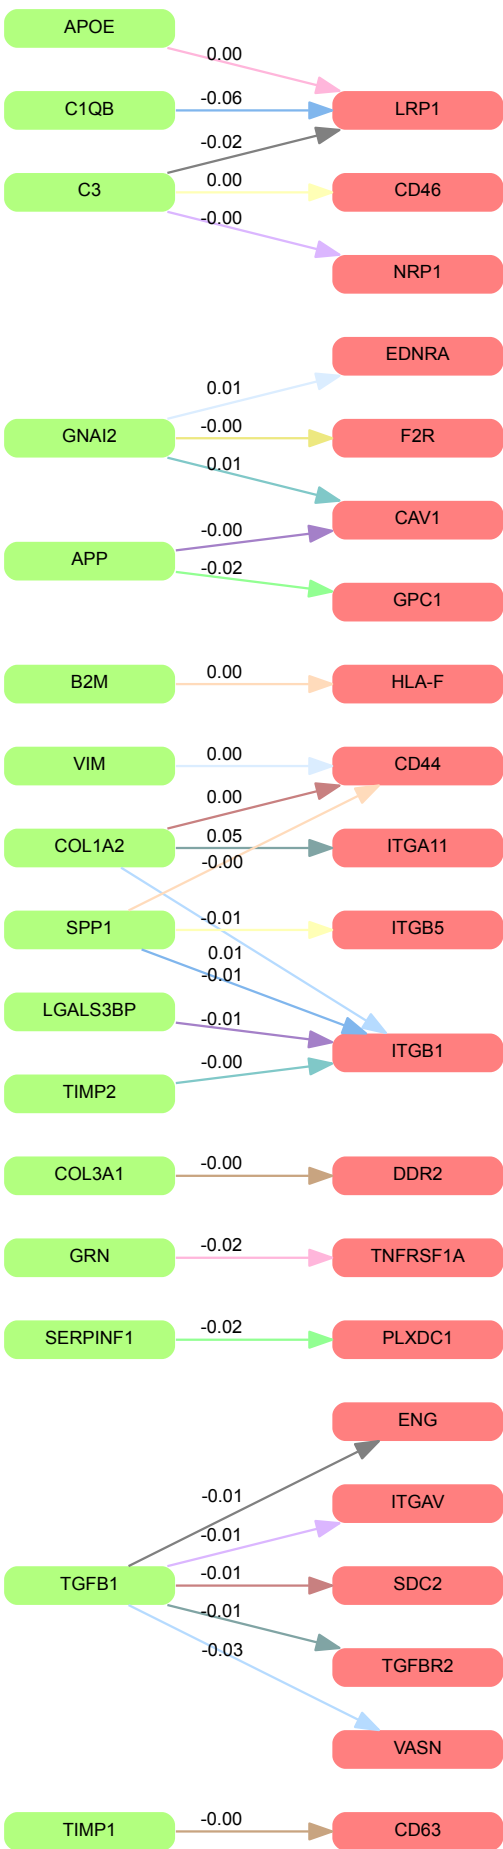 APOE
0.00
C1QB
-0.06
LRP1
-0.02
C3
0.00
CD46
-0.00
NRP1
EDNRA
0.01
GNAI2
-0.00
F2R
0.01
CAV1
-0.00
APP
-0.02
GPC1
B2M
0.00
HLA-F
VIM
0.00
CD44
0.00
COL1A2
0.05
ITGA11
-0.00
SPP1
-0.01
ITGB5
0.01
-0.01
LGALS3BP
-0.01
ITGB1
TIMP2
-0.00
COL3A1
-0.00
DDR2
GRN
-0.02
TNFRSF1A
SERPINF1
-0.02
PLXDC1
ENG
-0.01
ITGAV
-0.01
TGFB1
-0.01
SDC2
-0.01
-0.03
TGFBR2
VASN
TIMP1
-0.00
CD63